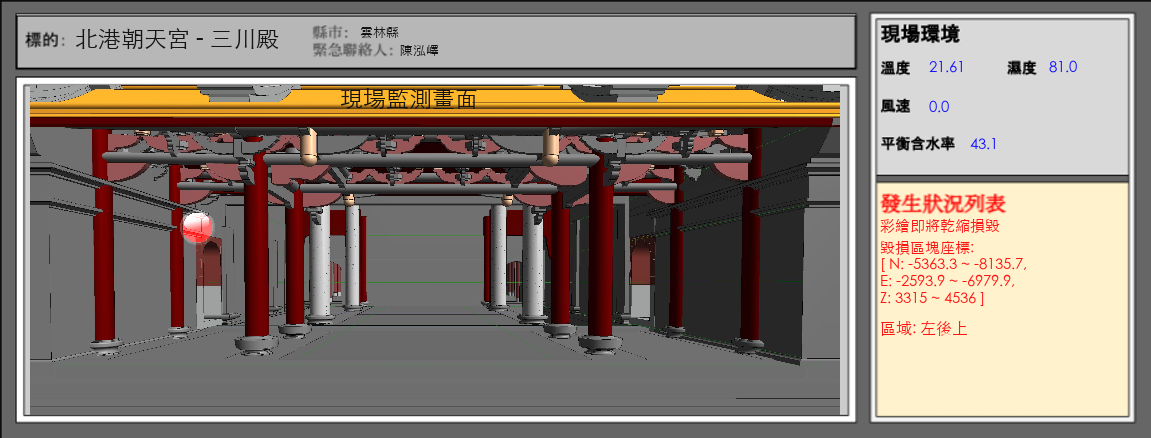 標的: 北港朝天宮 - 三川殿
縣市: 雲林縣
緊急聯絡人: 陳泓嶧
現場監測畫面
現場環境
溫度 21.61 濕度 81.0
風速 0.0
平衡含水率 43.1
發生狀況列表
彩繪即將乾縮損毀
毀損區塊座標:
[ N: -5363.3 ~ -8135.7,
E: -2593.9 ~ -6979.9,
Z: 3315 ~ 4536 ]
區域: 左後上